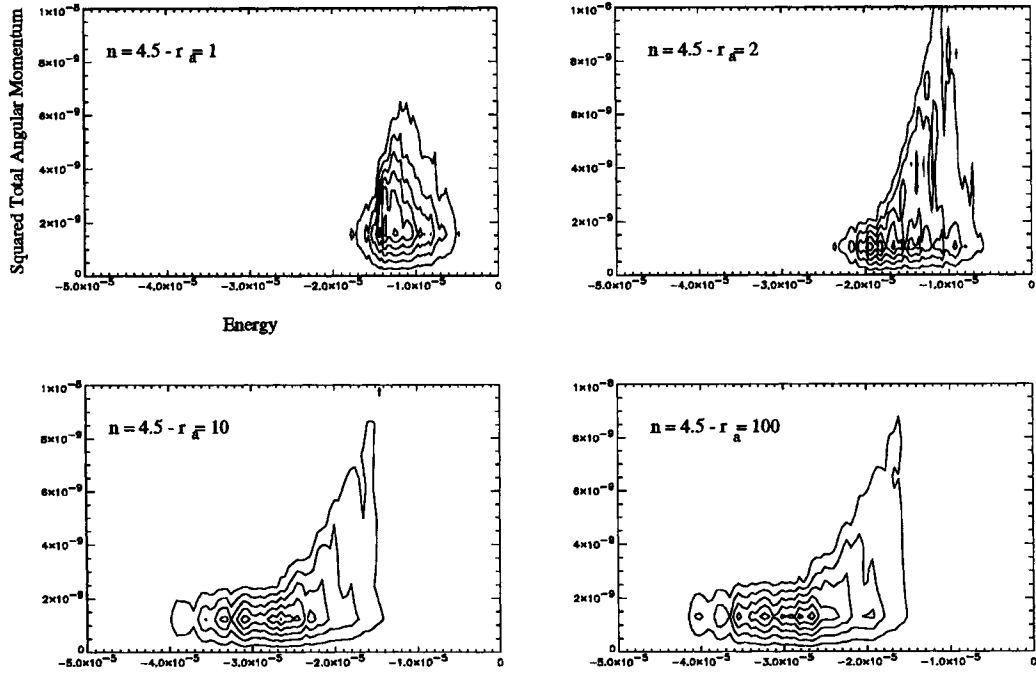 1×10⁻⁸
8×10⁻⁹
6×10⁻⁹
4×10⁻⁹
2×10⁻⁹
0
Squared Total Angular Momentum
n = 4.5 - r_a = 1
−5.0×10⁻⁵ −4.0×10⁻⁵ −3.0×10⁻⁵ −2.0×10⁻⁵ −1.0×10⁻⁵ 0
Energy
1×10⁻⁸
8×10⁻⁹
6×10⁻⁹
4×10⁻⁹
2×10⁻⁹
0
n = 4.5 - r_a = 2
−5.0×10⁻⁵ −4.0×10⁻⁵ −3.0×10⁻⁵ −2.0×10⁻⁵ −1.0×10⁻⁵ 0
1×10⁻⁸
8×10⁻⁹
6×10⁻⁹
4×10⁻⁹
2×10⁻⁹
0
n = 4.5 - r_a = 10
−5.0×10⁻⁵ −4.0×10⁻⁵ −3.0×10⁻⁵ −2.0×10⁻⁵ −1.0×10⁻⁵ 0
1×10⁻⁸
8×10⁻⁹
6×10⁻⁹
4×10⁻⁹
2×10⁻⁹
0
n = 4.5 - r_a = 100
−5.0×10⁻⁵ −4.0×10⁻⁵ −3.0×10⁻⁵ −2.0×10⁻⁵ −1.0×10⁻⁵ 0